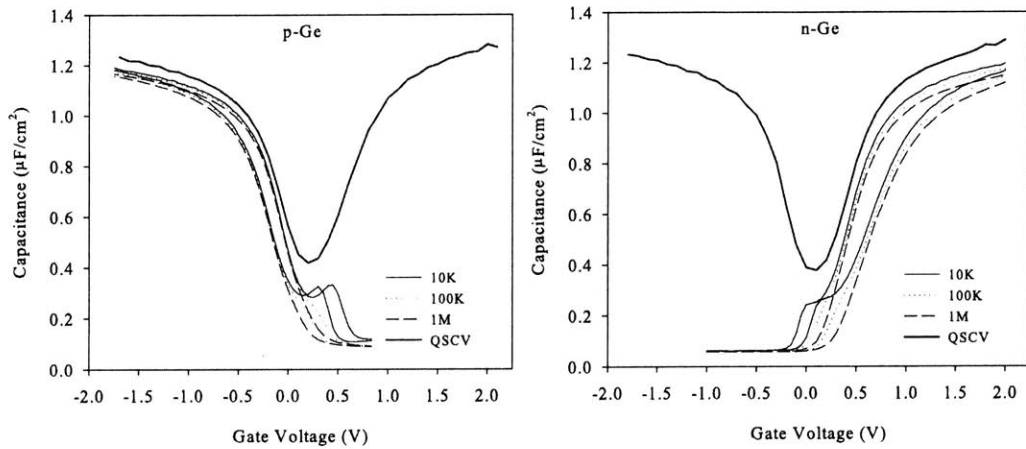 p-Ge
1.4
1.2
1.0
0.8
0.6
0.4
0.2
0.0
Capacitance (µF/cm²)
10K
100K
1M
QSCV
-2.0 -1.5 -1.0 -0.5 0.0 0.5 1.0 1.5 2.0
Gate Voltage (V)
n-Ge
1.4
1.2
1.0
0.8
0.6
0.4
0.2
0.0
Capacitance (µF/cm²)
10K
100K
1M
QSCV
-2.0 -1.5 -1.0 -0.5 0.0 0.5 1.0 1.5 2.0
Gate Voltage (V)